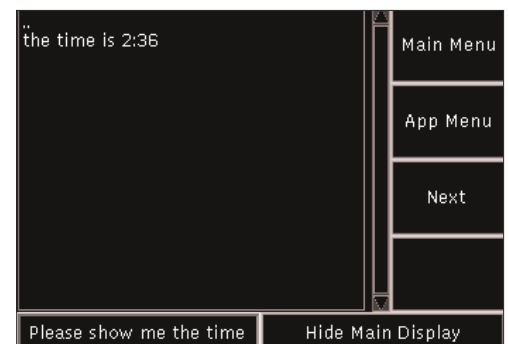 ..
the time is 2:36
Main Menu
App Menu
Next
Please show me the time
Hide Main Display